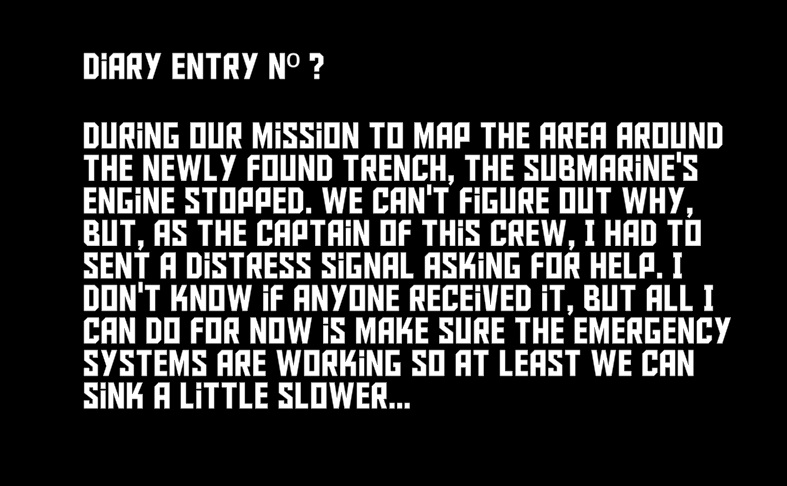 DiARY ENTRY Nº ?
DURiNG OUR MiSSiON TO MAP THE AREA AROUND
THE NEWLY FOUND TRENCH, THE SUBMARiNE'S
ENGiNE STOPPED. WE CAN'T FiGURE OUT WHY,
BUT, AS THE CAPTAiN OF THiS CREW, I HAD TO
SENT A DiSTRESS SiGNAL ASKiNG FOR HELP. I
DON'T KNOW iF ANYONE RECEiVED iT, BUT ALL I
CAN DO FOR NOW iS MAKE SURE THE EMERGENCY
SYSTEMS ARE WORKiNG SO AT LEAST WE CAN
SiNK A LiTTLE SLOWER...